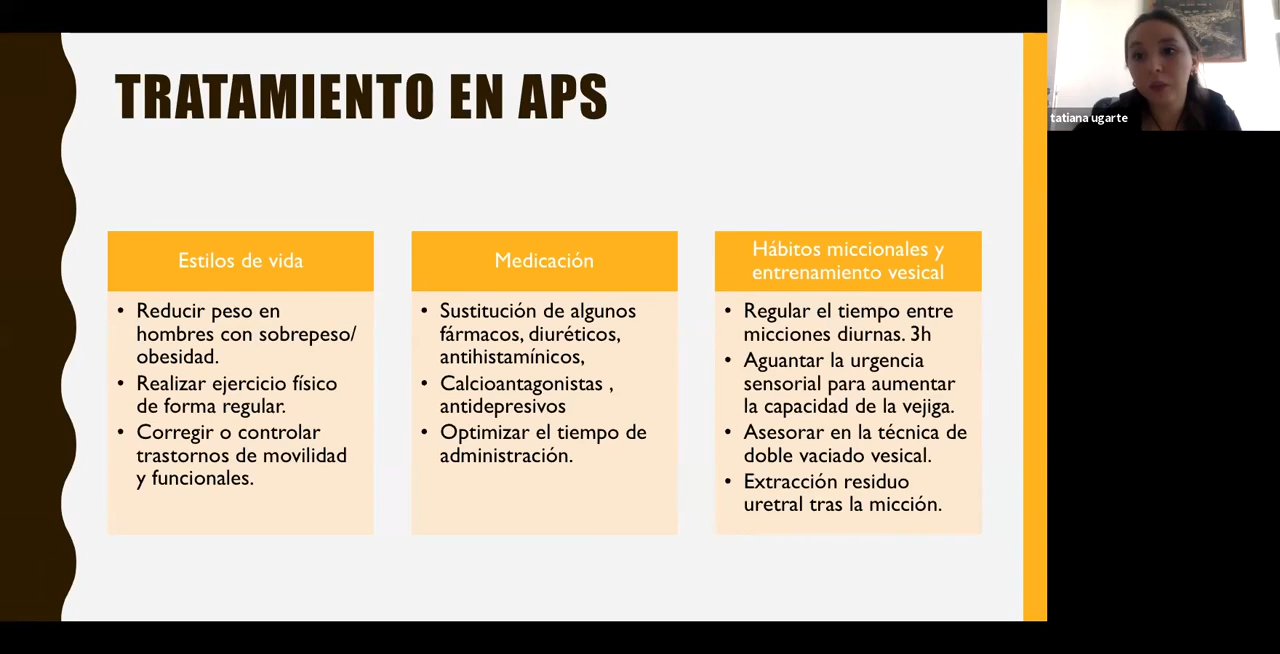 TRATAMIENTO EN APS
Estilos de vida
• Reducir peso en
hombres con sobrepeso/
obesidad.
• Realizar ejercicio físico
de forma regular.
• Corregir o controlar
trastornos de movilidad
y funcionales.
Medicación
• Sustitución de algunos
fármacos, diuréticos,
antihistamínicos,
• Calcioantagonistas ,
antidepresivos
• Optimizar el tiempo de
administración.
Hábitos miccionales y
entrenamiento vesical
• Regular el tiempo entre
micciones diurnas. 3h
• Aguantar la urgencia
sensorial para aumentar
la capacidad de la vejiga.
• Asesorar en la técnica de
doble vaciado vesical.
• Extracción residuo
uretral tras la micción.
tatiana ugarte